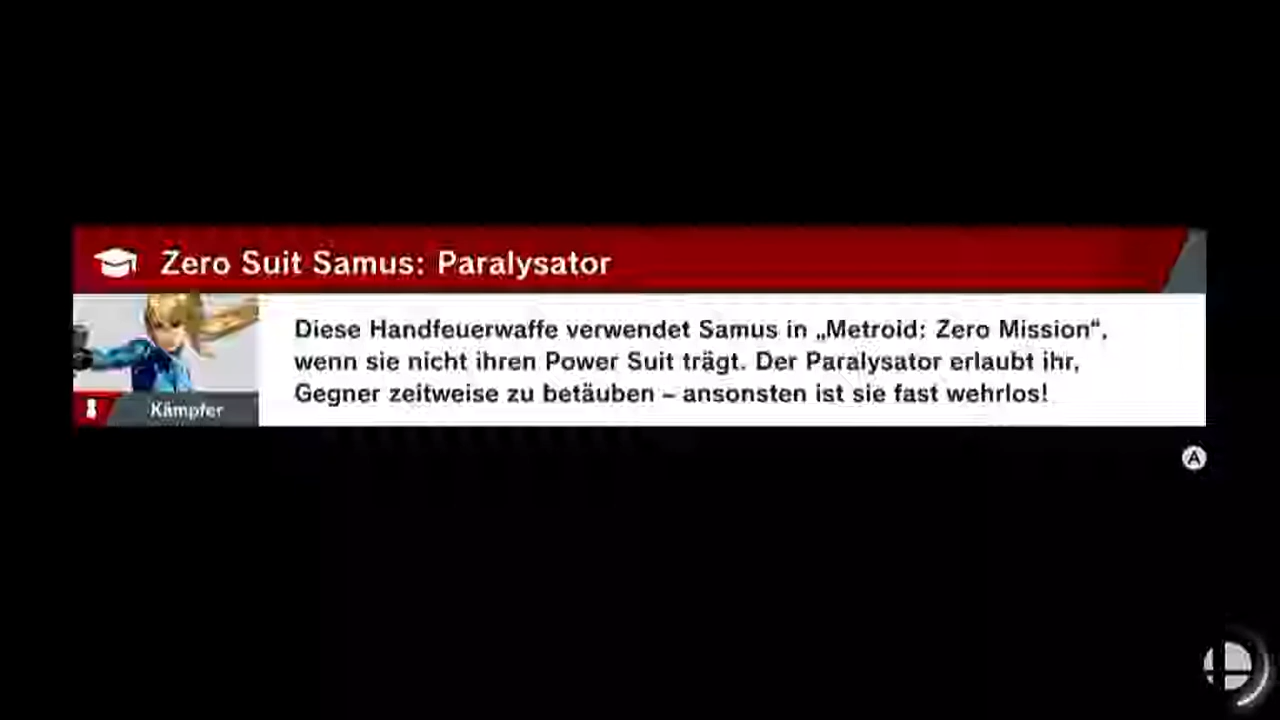 Zero Suit Samus: Paralysator
Diese Handfeuerwaffe verwendet Samus in „Metroid: Zero Mission“,
wenn sie nicht ihren Power Suit trägt. Der Paralysator erlaubt ihr,
Gegner zeitweise zu betäuben – ansonsten ist sie fast wehrlos!
Kämpfer
A